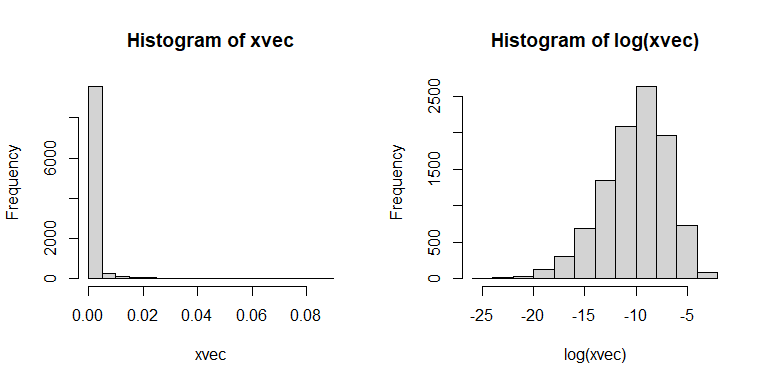 Histogram of xvec
Frequency
0 2000 6000
0.00 0.02 0.04 0.06 0.08
xvec
Histogram of log(xvec)
Frequency
0 500 1500 2500
-25 -20 -15 -10 -5
log(xvec)